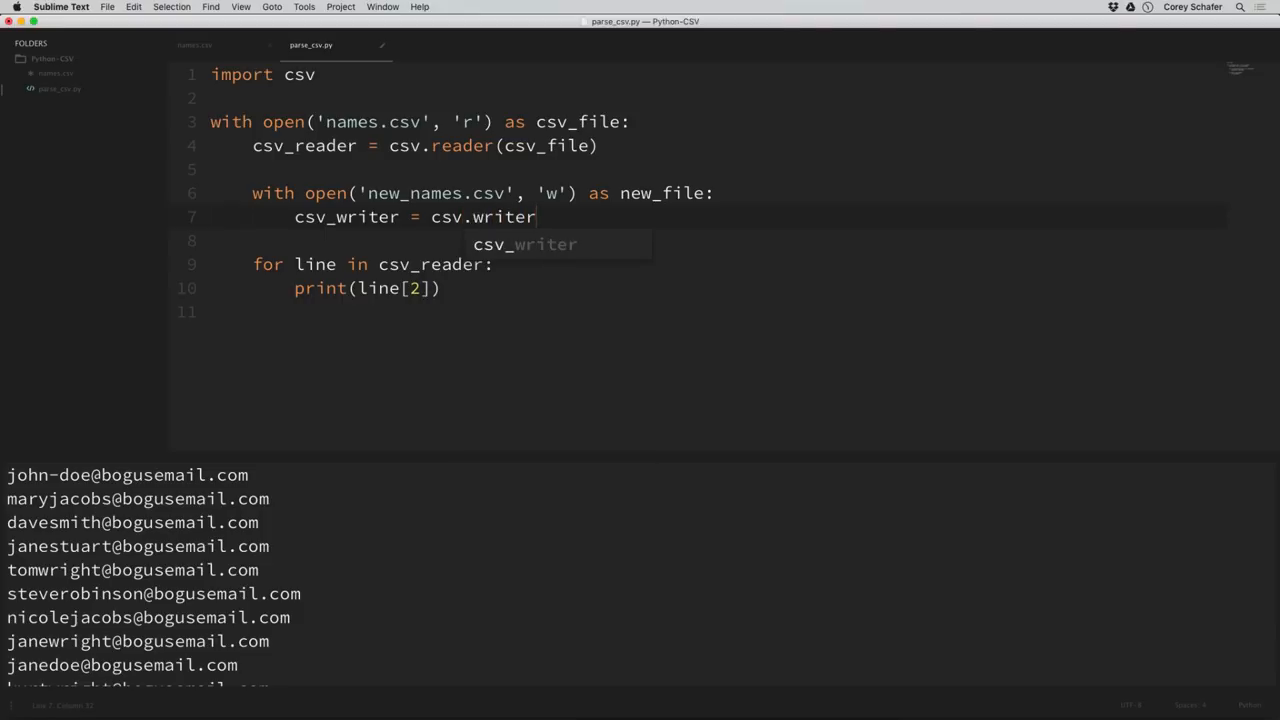 Sublime Text File Edit Selection Find View Goto Tools Project Window Help Corey Schafer
parse_csv.py — Python-CSV
FOLDERS
Python-CSV
names.csv
parse_csv.py
names.csv parse_csv.py
1 import csv
2
3 with open('names.csv', 'r') as csv_file:
4 csv_reader = csv.reader(csv_file)
5
6 with open('new_names.csv', 'w') as new_file:
7 csv_writer = csv.writer
csv_writer
8
9 for line in csv_reader:
10 print(line[2])
11
john-doe@bogusemail.com
maryjacobs@bogusemail.com
davesmith@bogusemail.com
janestuart@bogusemail.com
tomwright@bogusemail.com
steverobinson@bogusemail.com
nicolejacobs@bogusemail.com
janewright@bogusemail.com
janedoe@bogusemail.com
Line 7, Column 32 UTF-8 Spaces: 4 Python